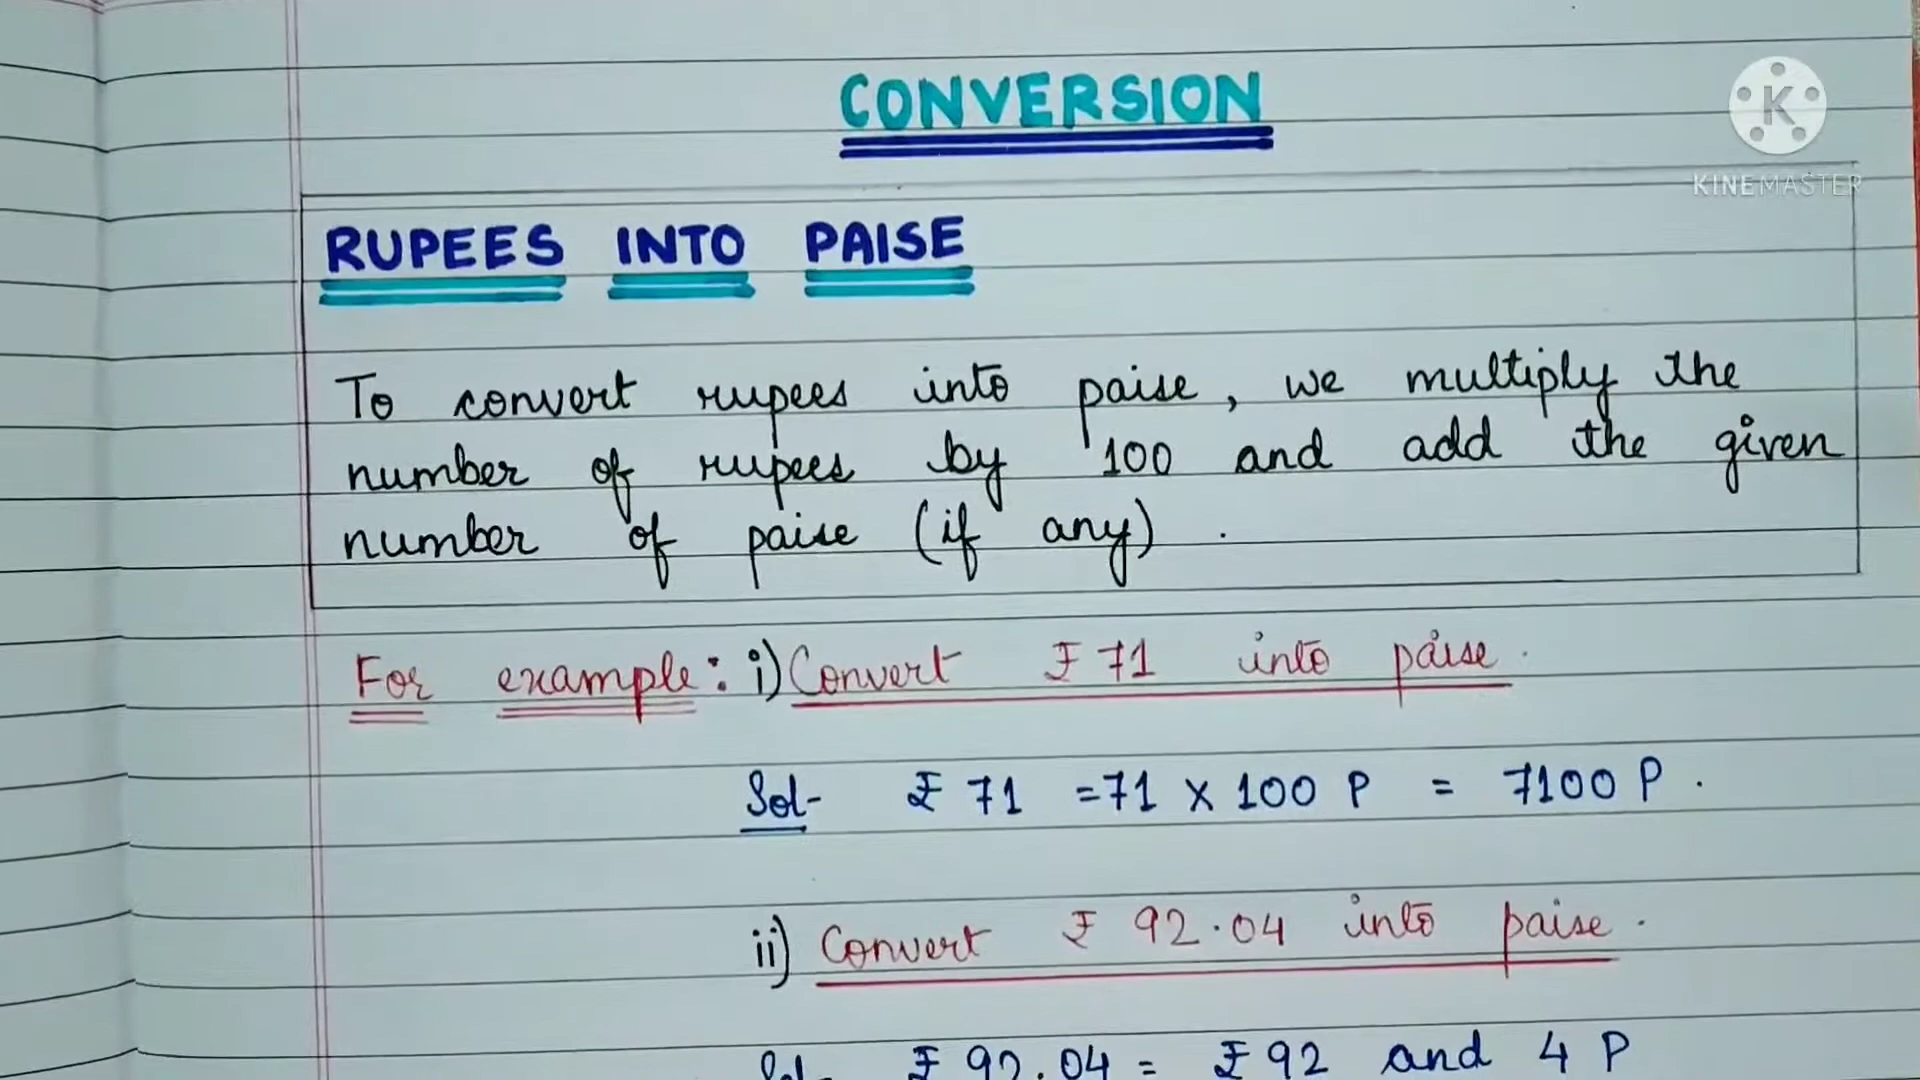 CONVERSION
KINEMASTER
RUPEES INTO PAISE
To convert rupees into paise, we multiply the
number of rupees by 100 and add the given
number of paise (if any).
For example: i) Convert ₹ 71 into paise.
Sol- ₹ 71 = 71 x 100 P = 7100 P.
ii) Convert ₹ 92.04 into paise.
Sol- ₹ 92.04 = ₹ 92 and 4 P